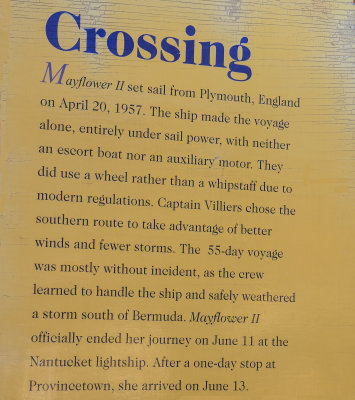 Crossing
Mayflower II set sail from Plymouth, England
on April 20, 1957. The ship made the voyage
alone, entirely under sail power, with neither
an escort boat nor an auxiliary motor. They
did use a wheel rather than a whipstaff due to
modern regulations. Captain Villiers chose the
southern route to take advantage of better
winds and fewer storms. The 55-day voyage
was mostly without incident, as the crew
learned to handle the ship and safely weathered
a storm south of Bermuda. Mayflower II
officially ended her journey on June 11 at the
Nantucket lightship. After a one-day stop at
Provincetown, she arrived on June 13.